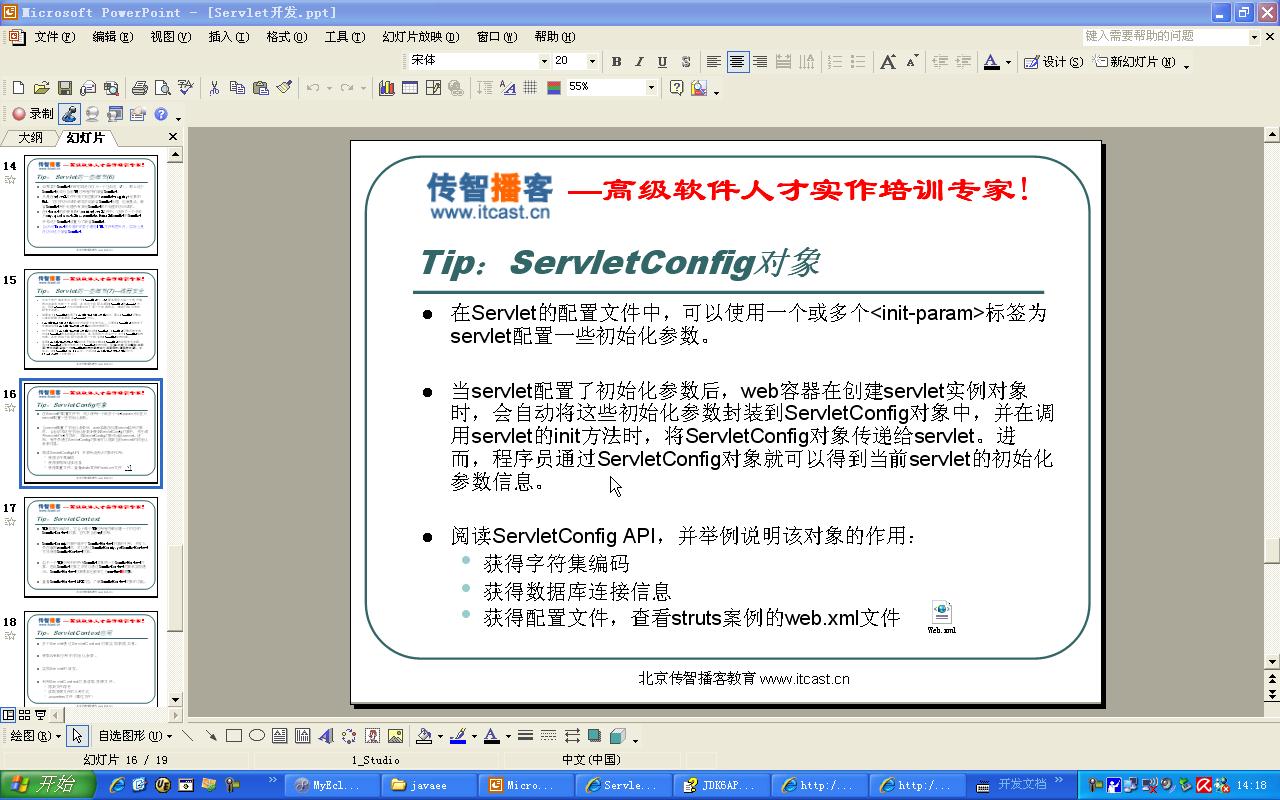 Microsoft PowerPoint - [Servlet开发.ppt]
文件(F) 编辑(E) 视图(V) 插入(I) 格式(O) 工具(T) 幻灯片放映(D) 窗口(W) 帮助(H)
键入需要帮助的问题
宋体 20 B I U S A A A 设计(S) 新幻灯片(N)
55%
录制
大纲 幻灯片
14
15
16
17
18
Tip: ServletConfig对象
Tip: ServletContext
传智播客 —高级软件人才实作培训专家!
www.itcast.cn
Tip：ServletConfig对象
在Servlet的配置文件中，可以使用一个或多个<init-param>标签为
servlet配置一些初始化参数。
当servlet配置了初始化参数后，web容器在创建servlet实例对象
时，会自动将这些初始化参数封装到ServletConfig对象中，并在调
用servlet的init方法时，将ServletConfig对象传递给servlet。进
而，程序员通过ServletConfig对象就可以得到当前servlet的初始化
参数信息。
阅读ServletConfig API，并举例说明该对象的作用：
获得字符集编码
获得数据库连接信息
获得配置文件，查看struts案例的web.xml文件
Web.xml
北京传智播客教育 www.itcast.cn
绘图(R) 自选图形(U)
幻灯片 16 / 19 1_Studio 中文(中国)
开始 MyEcl... javaee Micro... Servle... JDK6AP... http:/... http:/... 开发文档 14:18